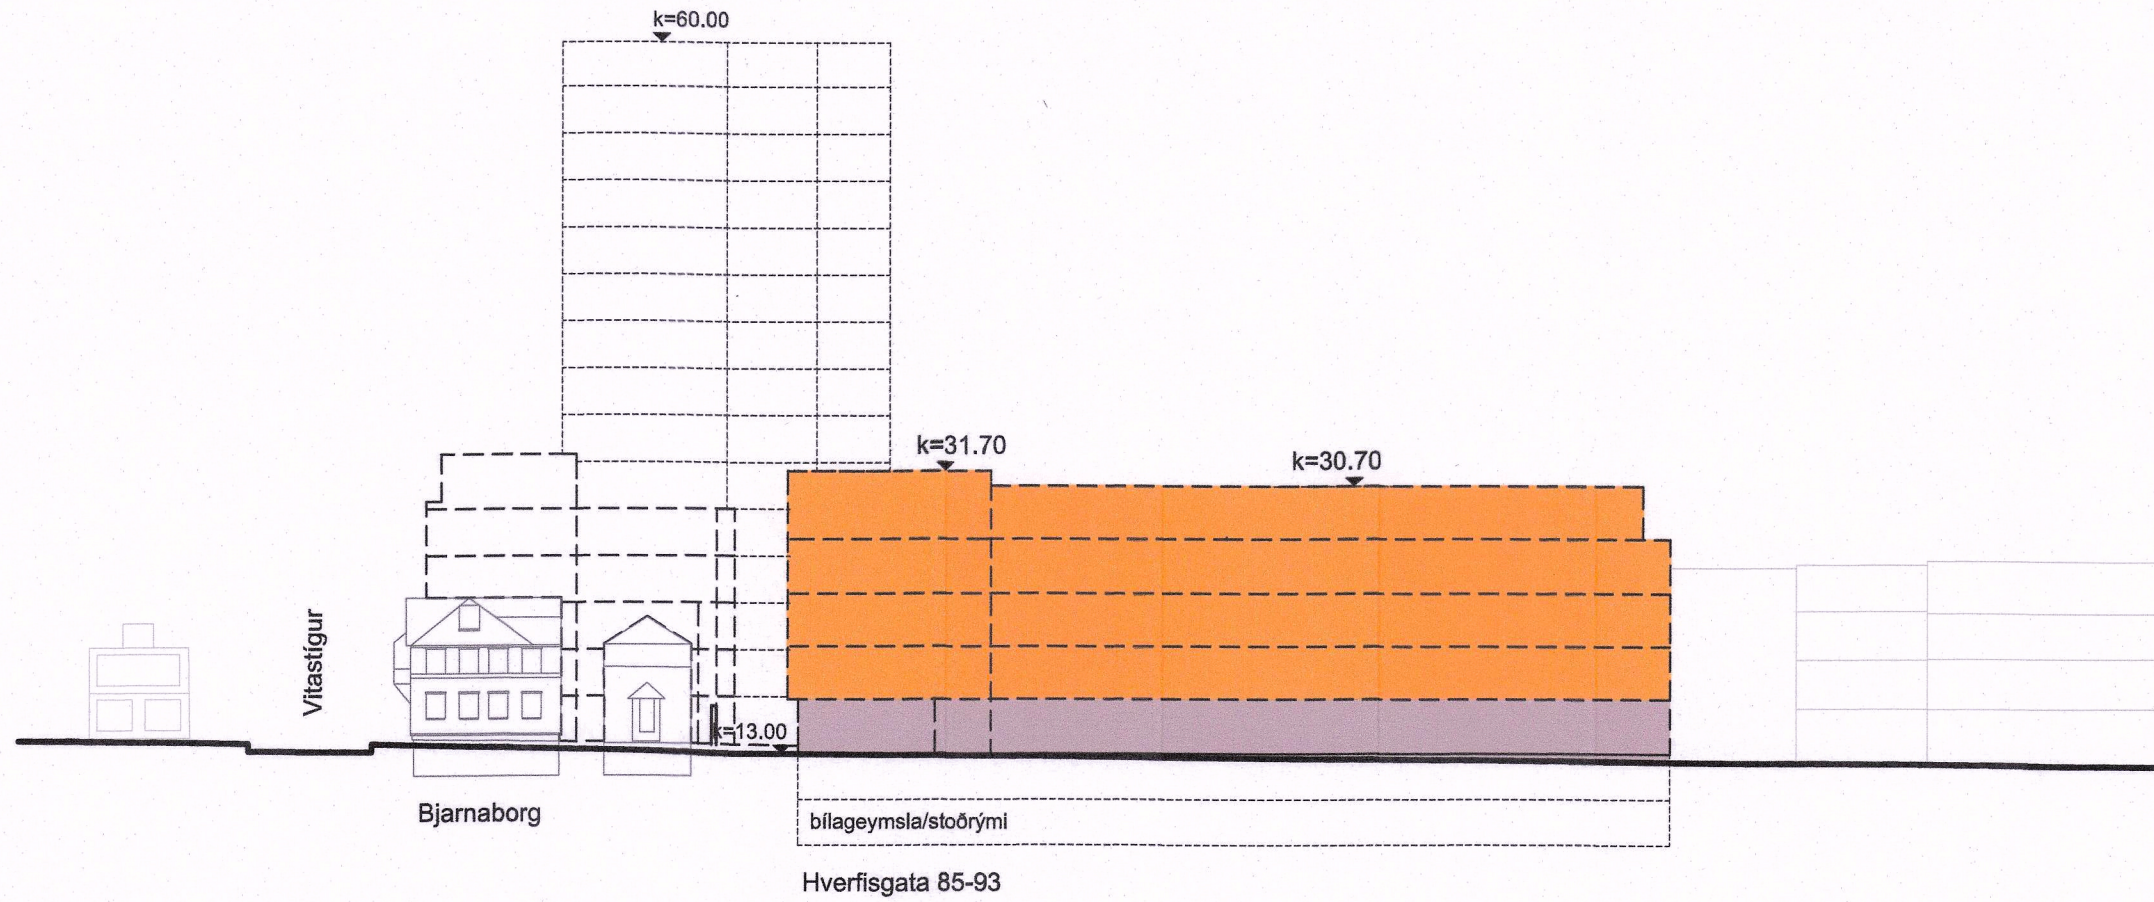 k=60.00
k=31.70
k=30.70
Vitastígur
k=13.00
Bjarnaborg
bílageymsla/stoðrými
Hverfisgata 85-93